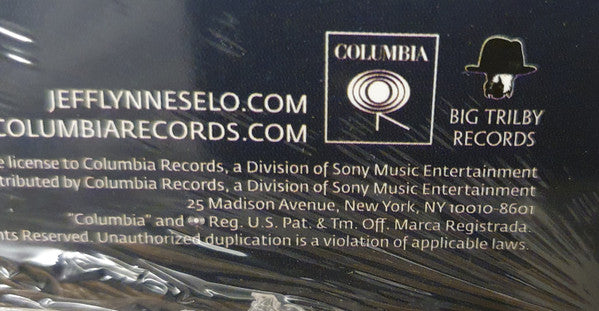 COLUMBIA
BIG TRILBY
RECORDS
JEFFLYNNESELO.COM
COLUMBIARECORDS.COM
license to Columbia Records, a Division of Sony Music Entertainment
tributed by Columbia Records, a Division of Sony Music Entertainment
25 Madison Avenue, New York, NY 10010-8601
"Columbia" and Reg. U.S. Pat. & Tm. Off. Marca Registrada.
Reserved. Unauthorized duplication is a violation of applicable laws.